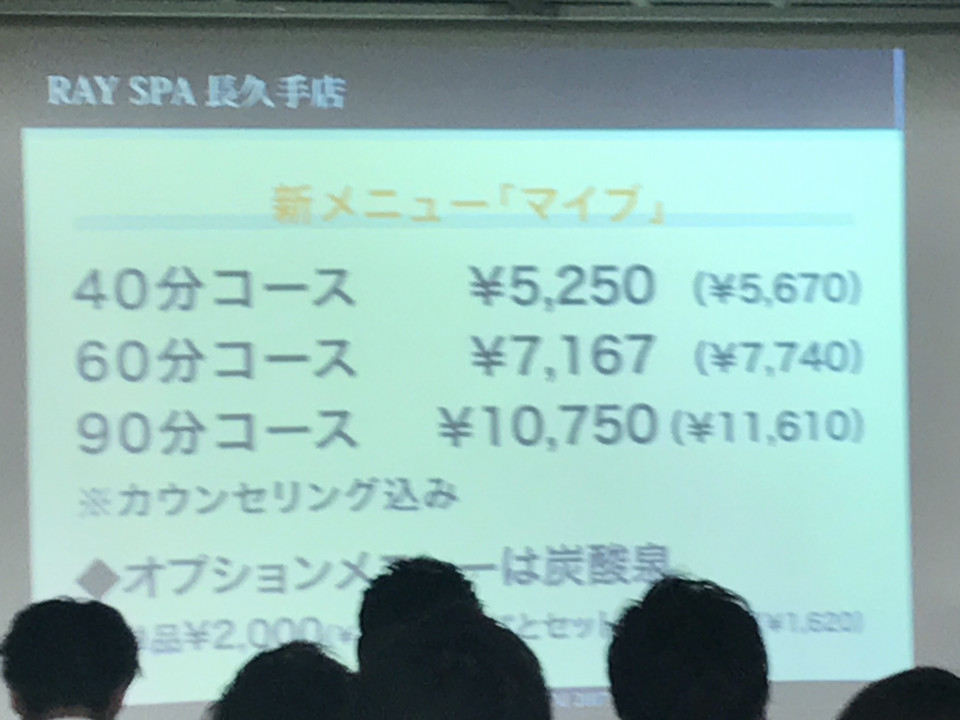 RAY SPA 長久手店
新メニュー「マイブ」
40分コース ¥5,250 (¥5,670)
60分コース ¥7,167 (¥7,740)
90分コース ¥10,750 (¥11,610)
※カウンセリング込み
◆オプションメ ーは炭酸泉
品¥2,000 とセット (¥1,620)